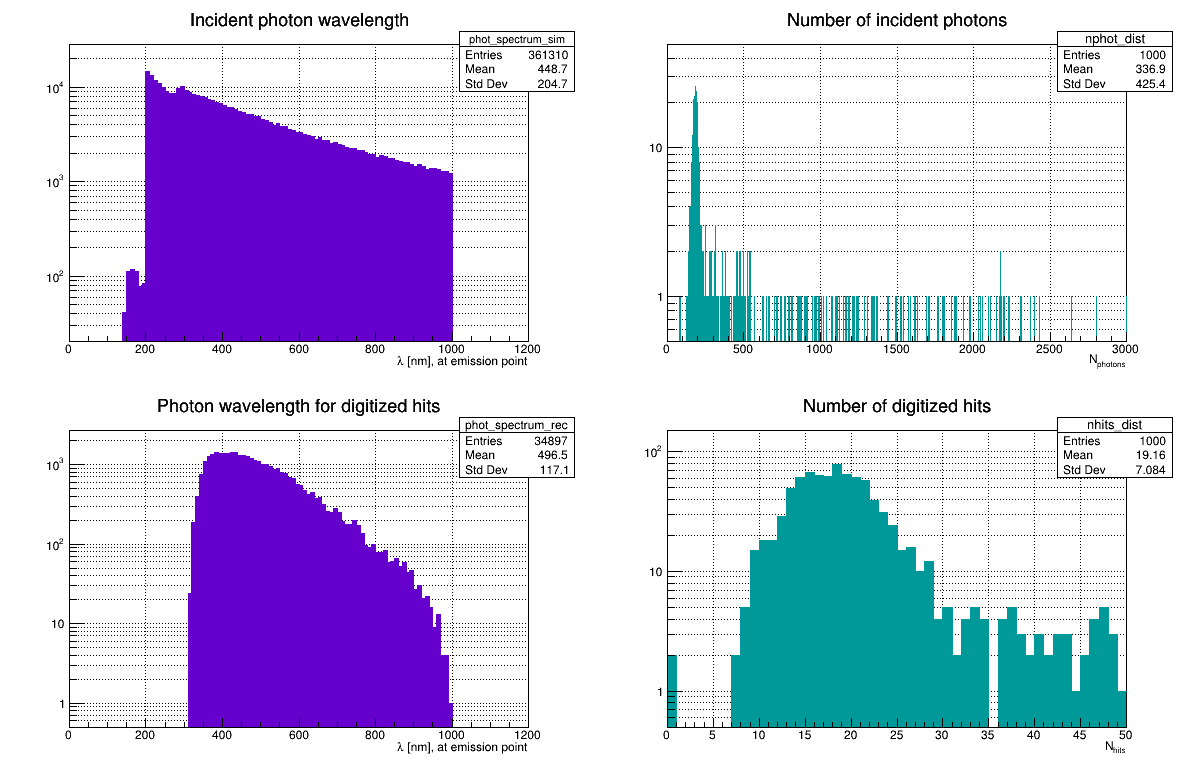 Incident photon wavelength
phot_spectrum_sim
Entries 361310
Mean 448.7
Std Dev 204.7
10^4
10^3
10^2
0 200 400 600 800 1000 1200
λ [nm], at emission point
Number of incident photons
nphot_dist
Entries 1000
Mean 336.9
Std Dev 425.4
10
1
0 500 1000 1500 2000 2500 3000
N_photons
Photon wavelength for digitized hits
phot_spectrum_rec
Entries 34897
Mean 496.5
Std Dev 117.1
10^3
10^2
10
1
0 200 400 600 800 1000 1200
λ [nm], at emission point
Number of digitized hits
nhits_dist
Entries 1000
Mean 19.16
Std Dev 7.084
10^2
10
1
0 5 10 15 20 25 30 35 40 45 50
N_hits